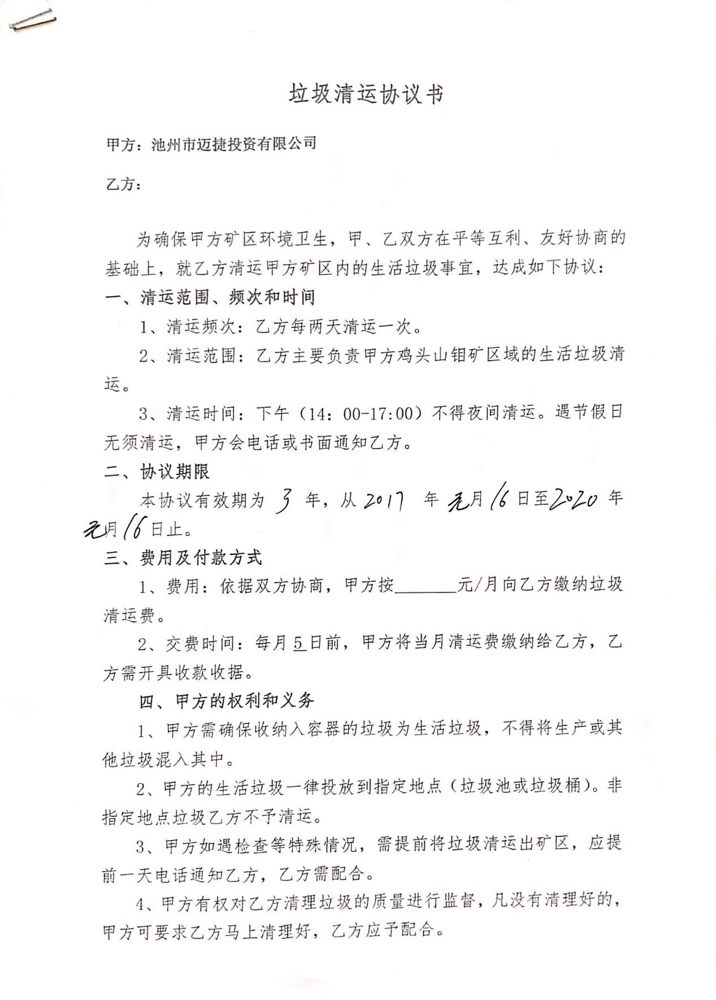 垃圾清运协议书
甲方：池州市迈捷投资有限公司
乙方：
为确保甲方矿区环境卫生，甲、乙双方在平等互利、友好协商的
基础上，就乙方清运甲方矿区内的生活垃圾事宜，达成如下协议：
一、清运范围、频次和时间
1、清运频次：乙方每两天清运一次。
2、清运范围：乙方主要负责甲方鸡头山钼矿区域的生活垃圾清
运。
3、清运时间：下午（14：00-17:00）不得夜间清运。遇节假日
无须清运，甲方会电话或书面通知乙方。
二、协议期限
本协议有效期为 3 年，从 2017 年 元月 16 日至 2020 年
元月 16 日止。
三、费用及付款方式
1、费用：依据双方协商，甲方按______元/月向乙方缴纳垃圾
清运费。
2、交费时间：每月 5 日前，甲方将当月清运费缴纳给乙方，乙
方需开具收款收据。
四、甲方的权利和义务
1、甲方需确保收纳入容器的垃圾为生活垃圾，不得将生产或其
他垃圾混入其中。
2、甲方的生活垃圾一律投放到指定地点（垃圾池或垃圾桶）。非
指定地点垃圾乙方不予清运。
3、甲方如遇检查等特殊情况，需提前将垃圾清运出矿区，应提
前一天电话通知乙方，乙方需配合。
4、甲方有权对乙方清理垃圾的质量进行监督，凡没有清理好的，
甲方可要求乙方马上清理好，乙方应予配合。